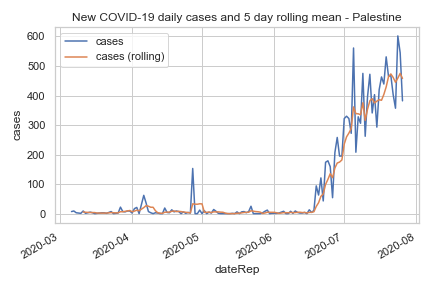 New COVID-19 daily cases and 5 day rolling mean - Palestine
cases
cases (rolling)
600
500
400
300
200
100
0
cases
2020-03
2020-04
2020-05
2020-06
2020-07
2020-08
dateRep